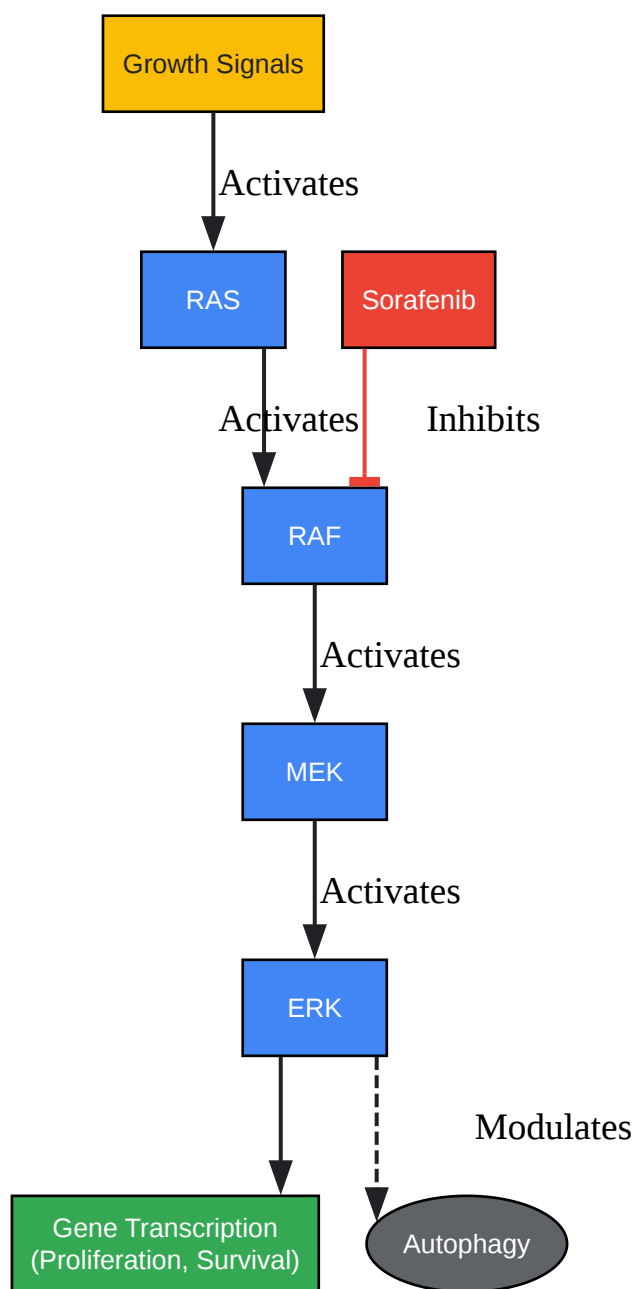 Growth Signals
Activates
RAS
Sorafenib
Activates
Inhibits
RAF
Activates
MEK
Activates
ERK
Modulates
Gene Transcription
(Proliferation, Survival)
Autophagy